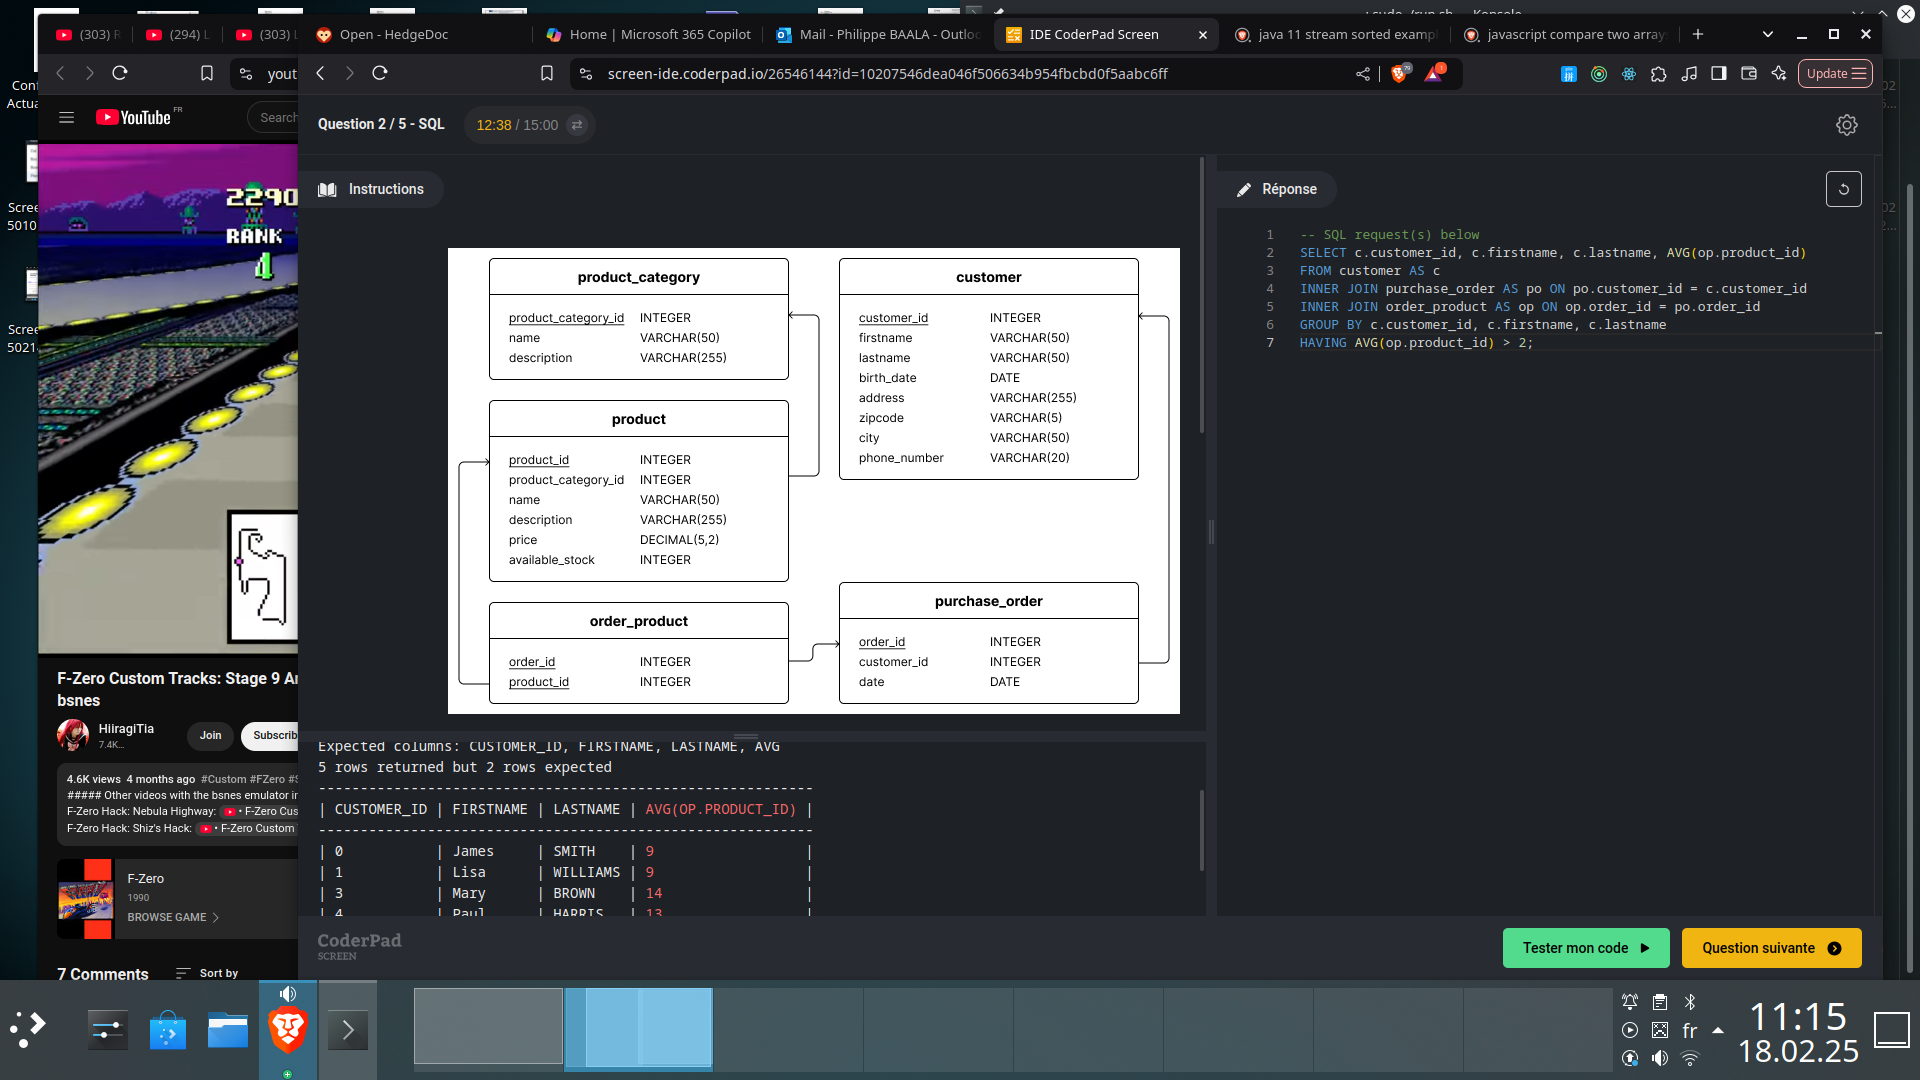 (303) R
(294) L
(303) L
Open - HedgeDoc
Home | Microsoft 365 Copilot
Mail - Philippe BAALA - Outloo
IDE CoderPad Screen
java 11 stream sorted examp
javascript compare two array
yout
screen-ide.coderpad.io/26546144?id=10207546dea046f506634b954fbcbd0f5aabc6ff
Update
YouTube FR
Search
Question 2 / 5 - SQL
12:38 / 15:00
Instructions
Réponse
2290
RANK
4
product_category
product_category_id INTEGER
name VARCHAR(50)
description VARCHAR(255)
product
product_id INTEGER
product_category_id INTEGER
name VARCHAR(50)
description VARCHAR(255)
price DECIMAL(5,2)
available_stock INTEGER
order_product
order_id INTEGER
product_id INTEGER
customer
customer_id INTEGER
firstname VARCHAR(50)
lastname VARCHAR(50)
birth_date DATE
address VARCHAR(255)
zipcode VARCHAR(5)
city VARCHAR(50)
phone_number VARCHAR(20)
purchase_order
order_id INTEGER
customer_id INTEGER
date DATE
1 -- SQL request(s) below
2 SELECT c.customer_id, c.firstname, c.lastname, AVG(op.product_id)
3 FROM customer AS c
4 INNER JOIN purchase_order AS po ON po.customer_id = c.customer_id
5 INNER JOIN order_product AS op ON op.order_id = po.order_id
6 GROUP BY c.customer_id, c.firstname, c.lastname
7 HAVING AVG(op.product_id) > 2;
Expected columns: CUSTOMER_ID, FIRSTNAME, LASTNAME, AVG
5 rows returned but 2 rows expected
-----------------------------------------------------------
| CUSTOMER_ID | FIRSTNAME | LASTNAME | AVG(OP.PRODUCT_ID) |
-----------------------------------------------------------
| 0 | James | SMITH | 9 |
| 1 | Lisa | WILLIAMS | 9 |
| 3 | Mary | BROWN | 14 |
| 4 | Paul | HARRIS | 13 |
CoderPad
SCREEN
Tester mon code
Question suivante
F-Zero Custom Tracks: Stage 9 A
bsnes
HiiragiTia
7.4K...
Join
Subscrib
4.6K views 4 months ago #Custom #FZero #S
##### Other videos with the bsnes emulator in
F-Zero Hack: Nebula Highway: • F-Zero Cus
F-Zero Hack: Shiz's Hack: • F-Zero Custom
F-Zero
1990
BROWSE GAME
7 Comments
Sort by
Conf
Actua
Scree
5010
Scree
5021
fr
11:15
18.02.25